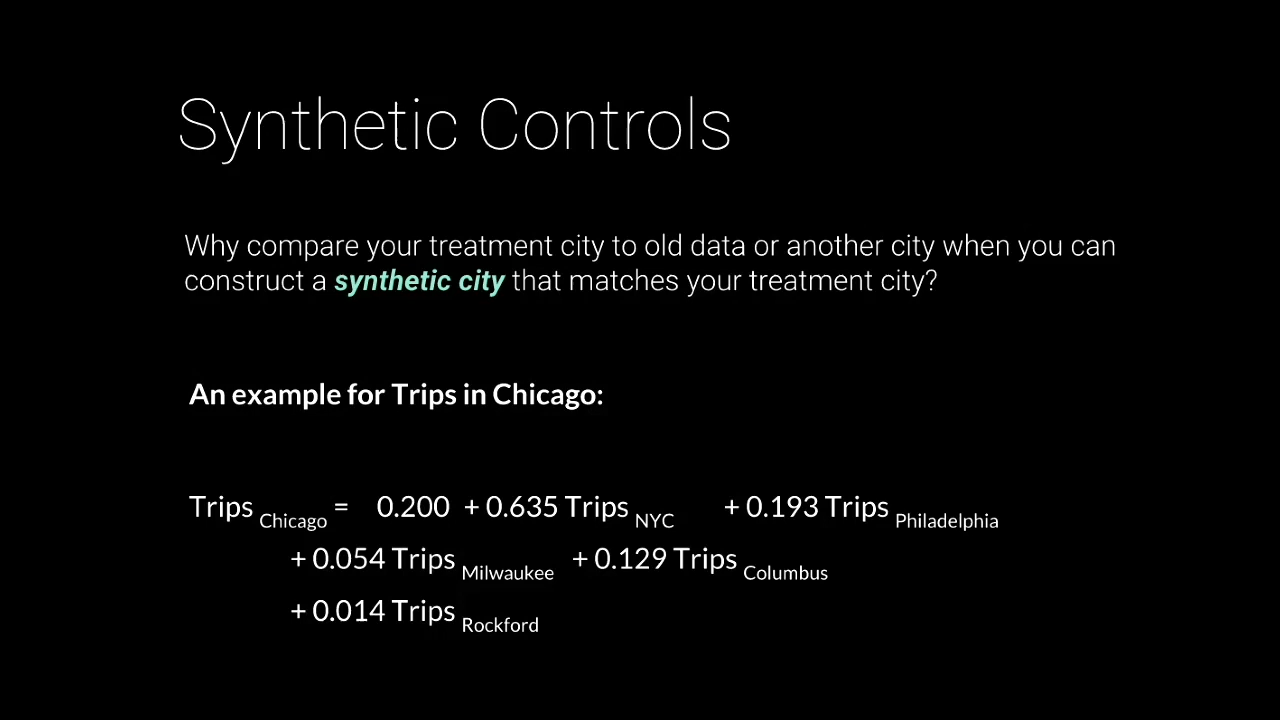 Synthetic Controls
Why compare your treatment city to old data or another city when you can
construct a synthetic city that matches your treatment city?
An example for Trips in Chicago:
Trips Chicago = 0.200 + 0.635 Trips NYC + 0.193 Trips Philadelphia
+ 0.054 Trips Milwaukee + 0.129 Trips Columbus
+ 0.014 Trips Rockford